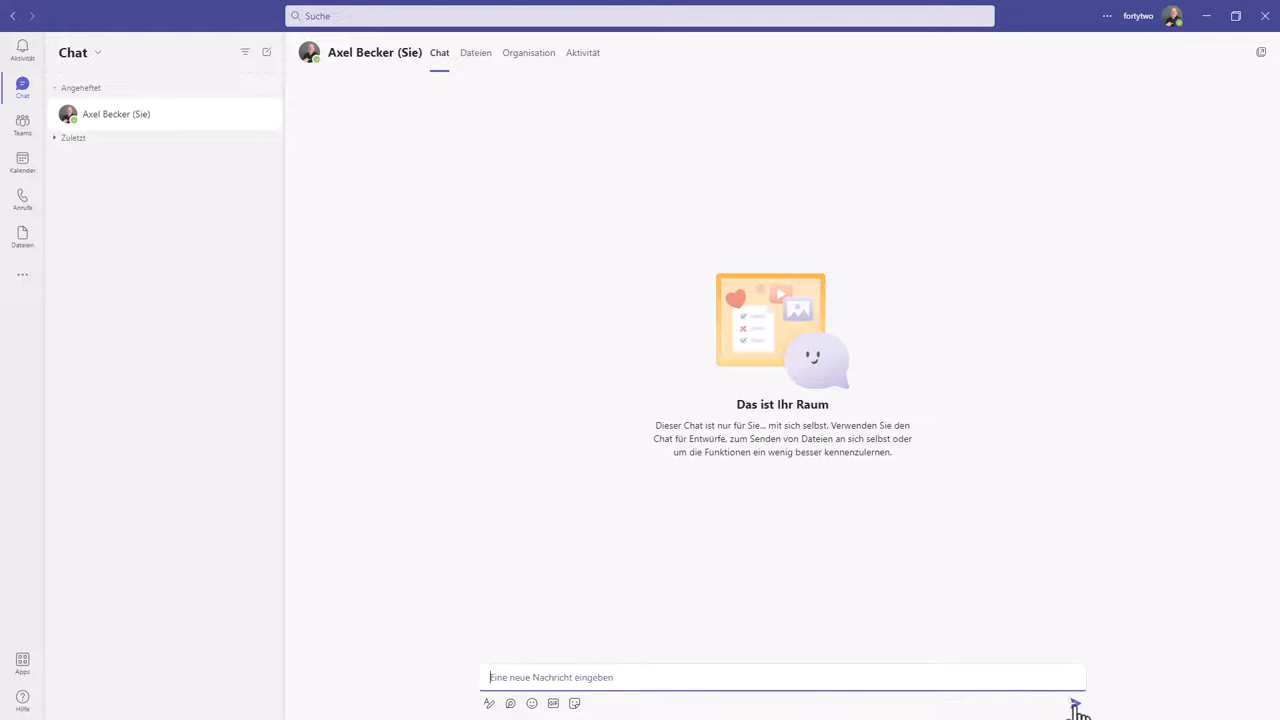 Suche
fortytwo
Aktivität
Chat
Teams
Kalender
Anrufe
Dateien
Apps
Hilfe
Chat
Angeheftet
Axel Becker (Sie)
Zuletzt
Axel Becker (Sie) Chat Dateien Organisation Aktivität
Das ist Ihr Raum
Dieser Chat ist nur für Sie... mit sich selbst. Verwenden Sie den
Chat für Entwürfe, zum Senden von Dateien an sich selbst oder
um die Funktionen ein wenig besser kennenzulernen.
Eine neue Nachricht eingeben
GIF